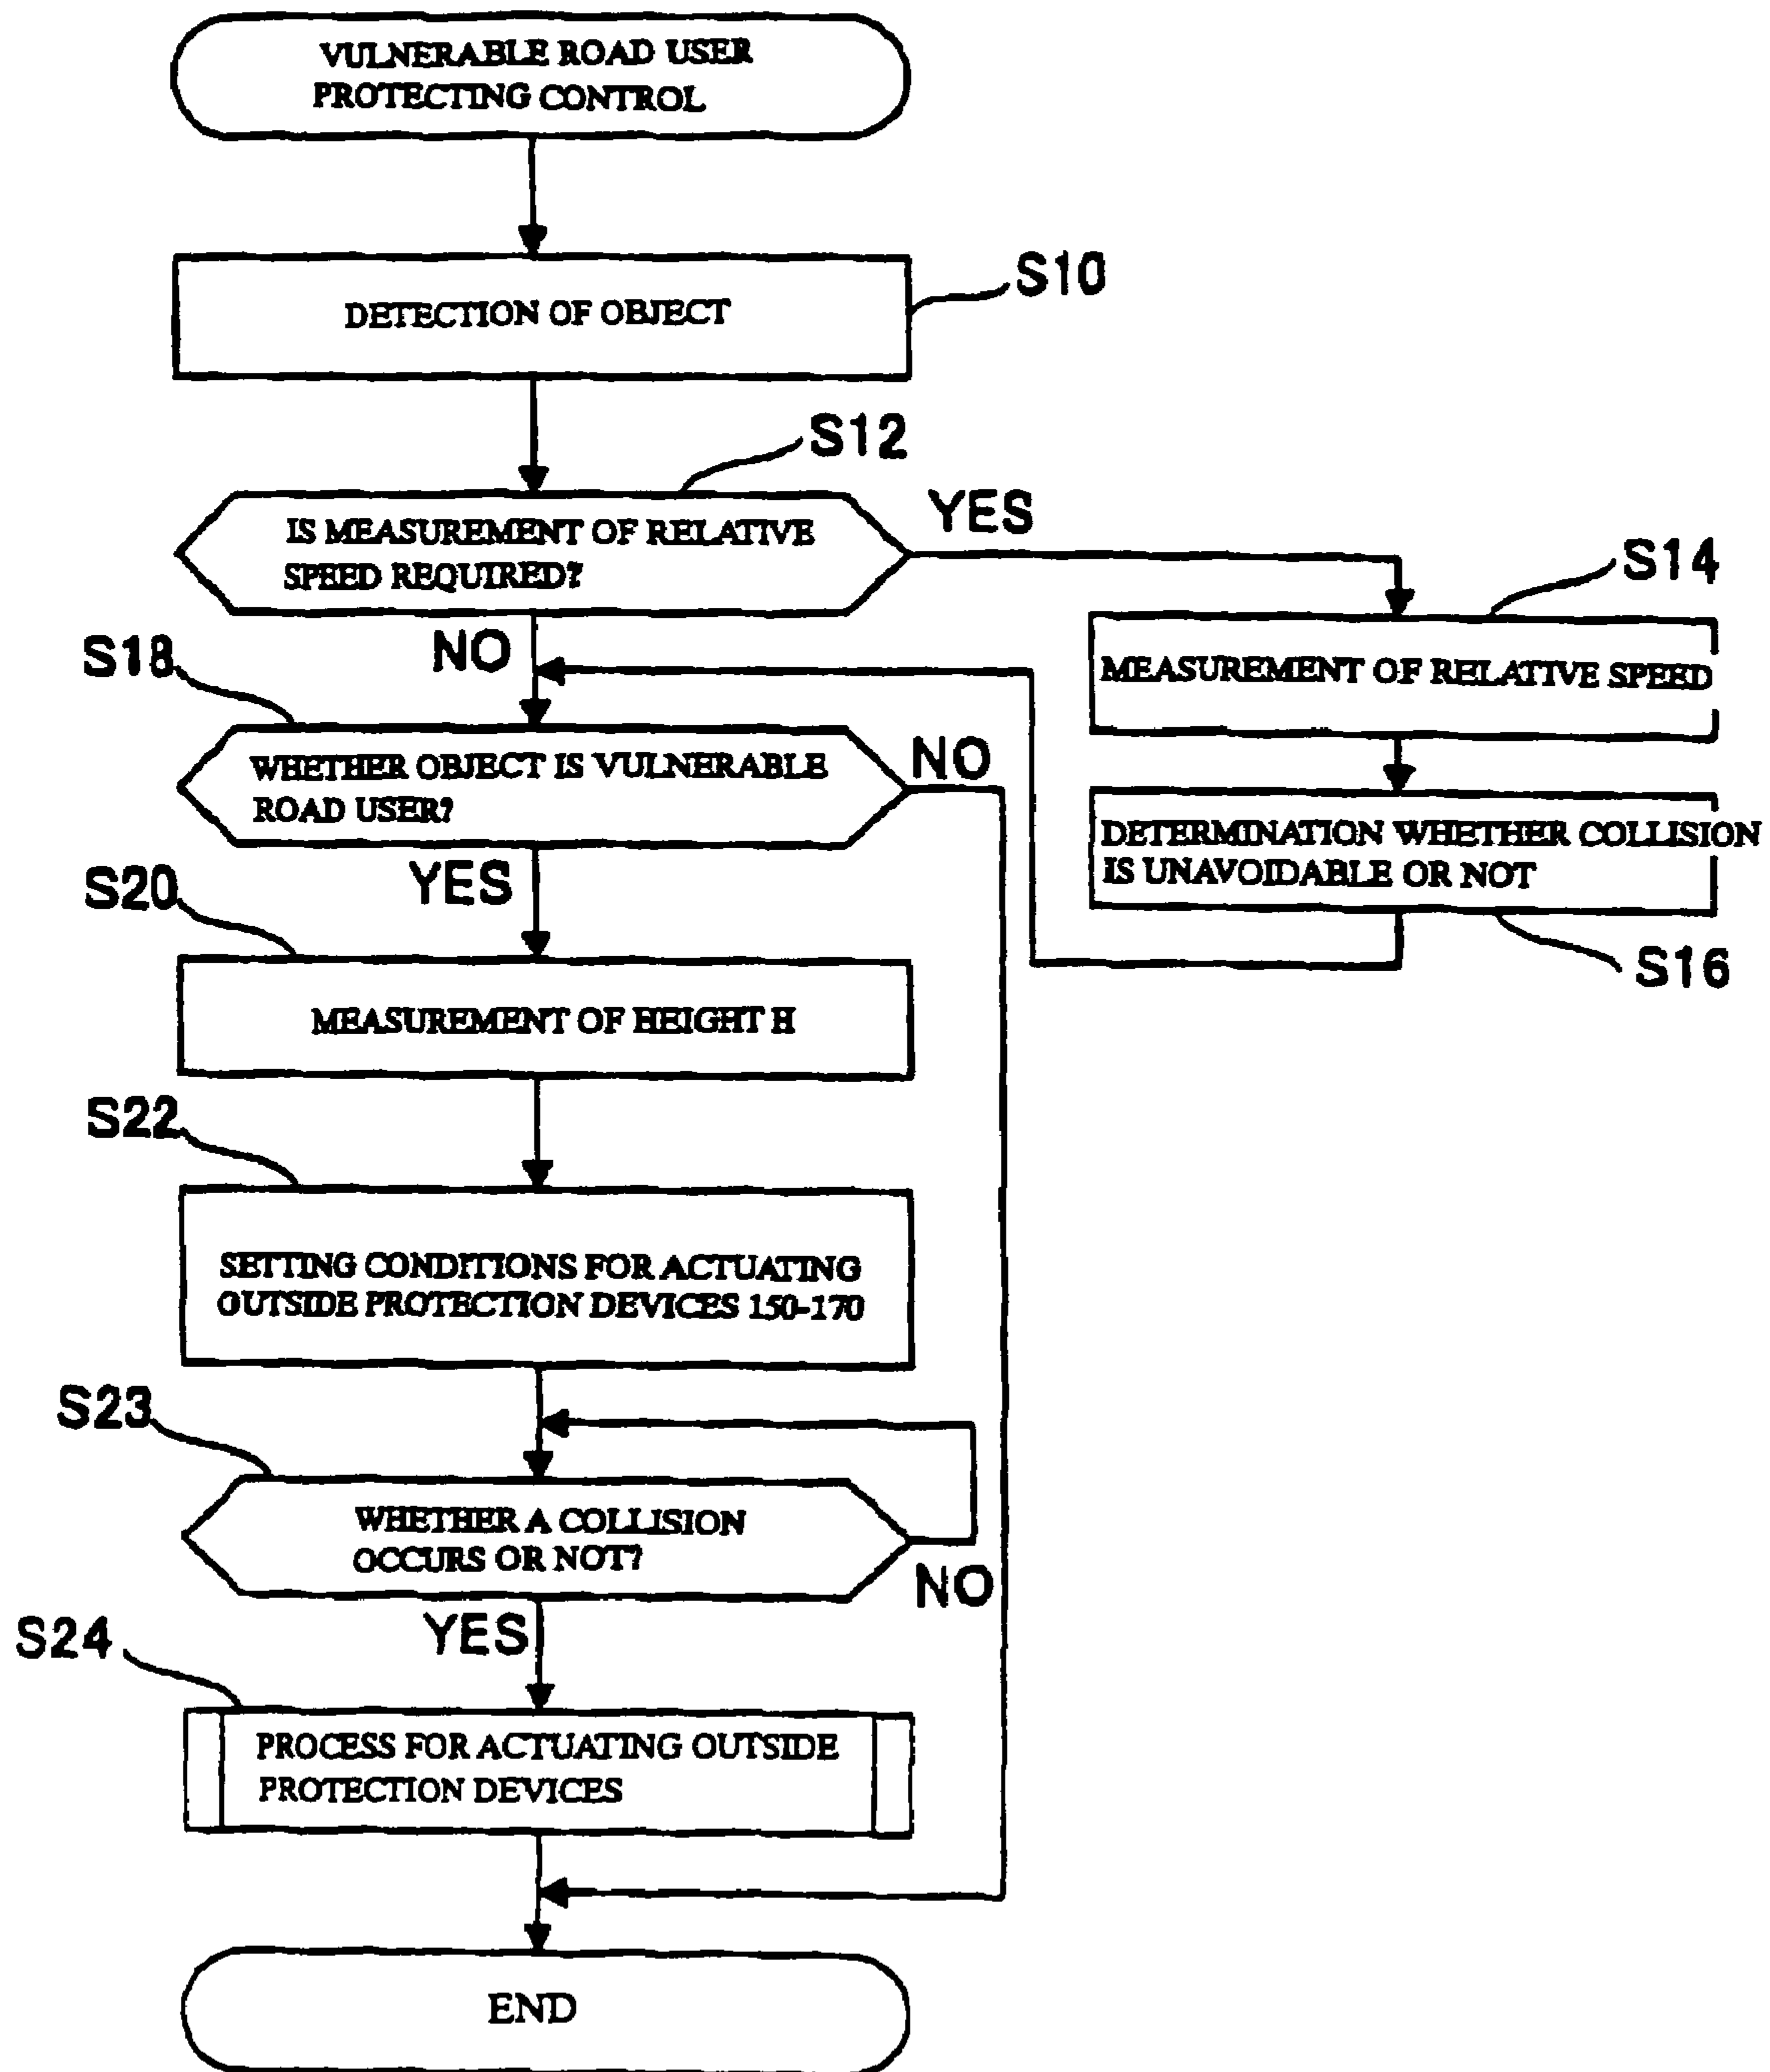 VULNERABLE ROAD USER
PROTECTING CONTROL
DETECTION OF OBJECT
S10
S12
IS MEASUREMENT OF RELATIVE
SPEED REQUIRED?
YES
NO
S14
MEASUREMENT OF RELATIVE SPEED
DETERMINATION WHETHER COLLISION
IS UNAVOIDABLE OR NOT
S16
S18
WHETHER OBJECT IS VULNERABLE
ROAD USER?
NO
YES
S20
MEASUREMENT OF HEIGHT H
S22
SETTING CONDITIONS FOR ACTUATING
OUTSIDE PROTECTION DEVICES 150-170
S23
WHETHER A COLLISION
OCCURS OR NOT?
NO
YES
S24
PROCESS FOR ACTUATING OUTSIDE
PROTECTION DEVICES
END